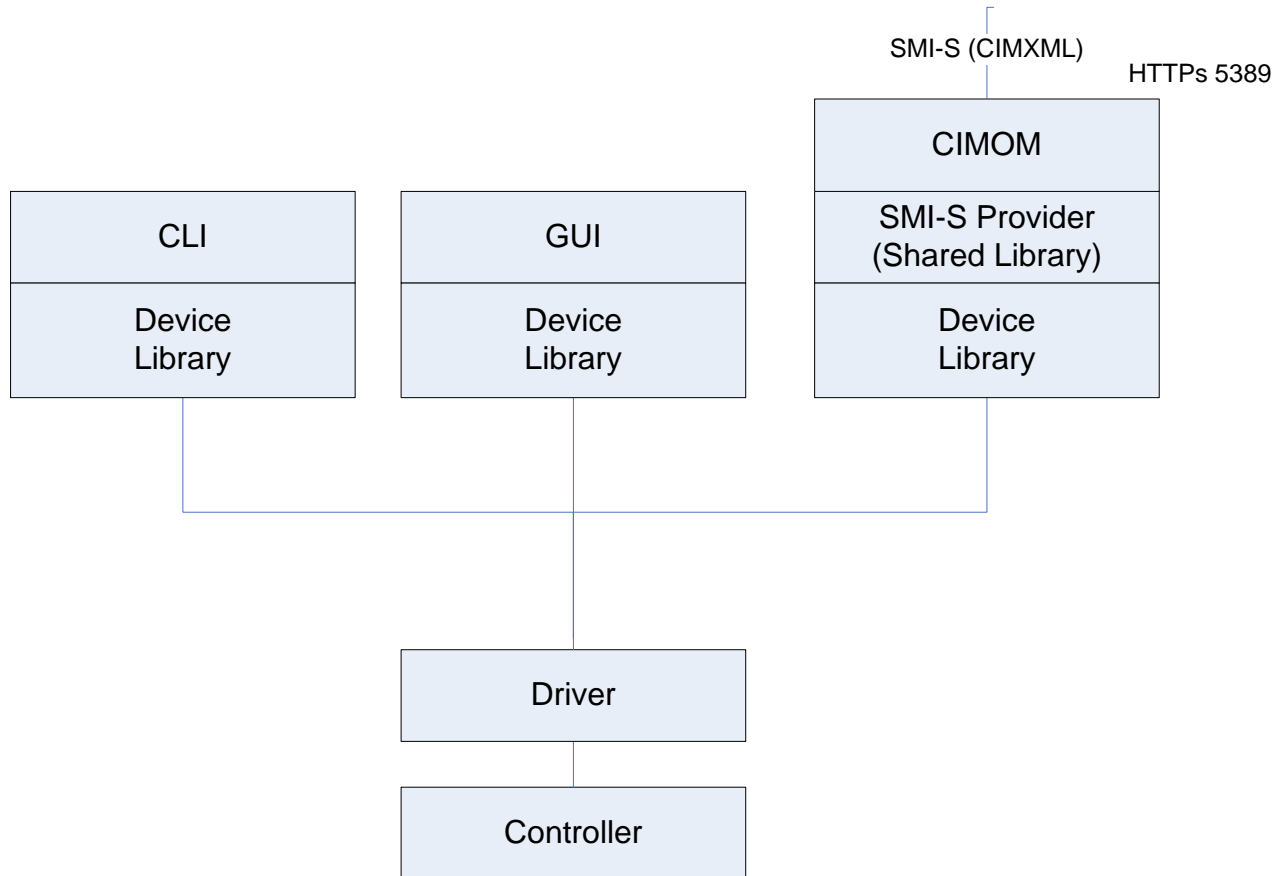 SMI-S (CIMXML)
HTTPs 5389
CIMOM
CLI
GUI
SMI-S Provider
(Shared Library)
Device
Library
Device
Library
Device
Library
Driver
Controller